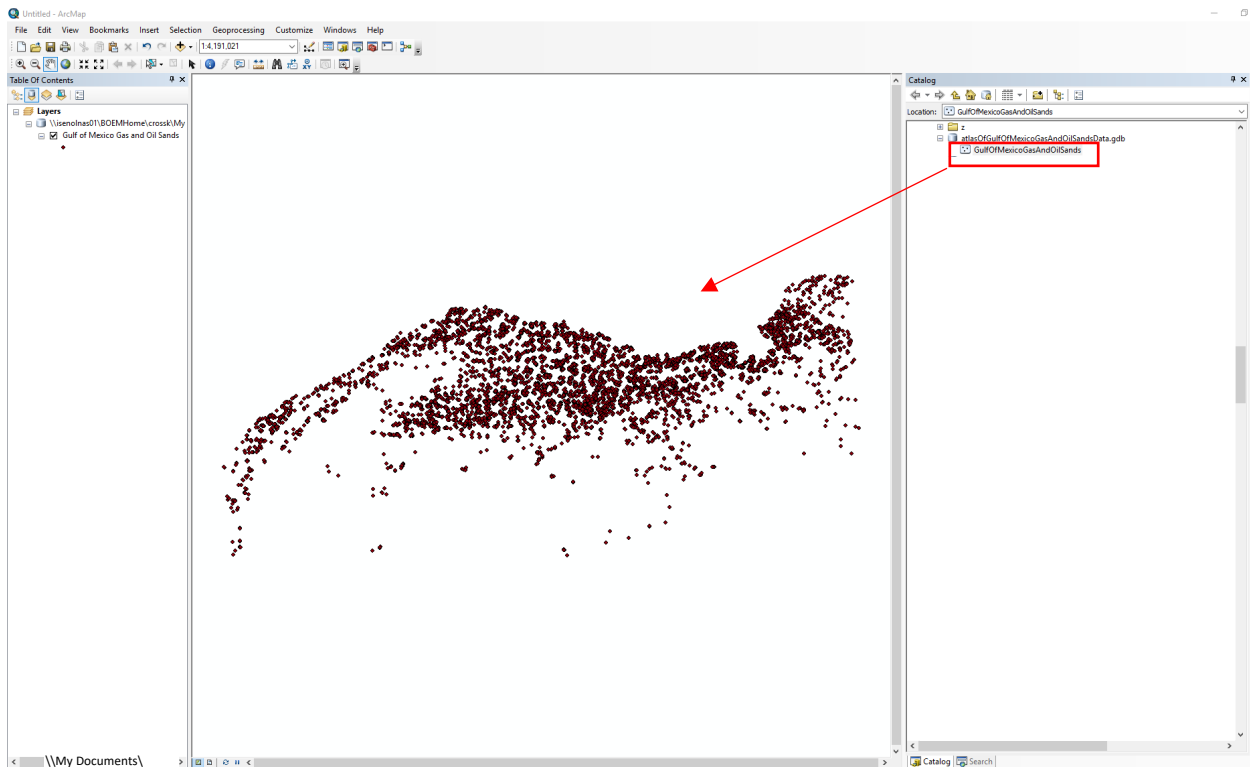 Untitled - ArcMap
File Edit View Bookmarks Insert Selection Geoprocessing Customize Windows Help
1:4,191,021
Table Of Contents
Layers
\\isenolnas01\BOEMHome\crossk\My
Gulf of Mexico Gas and Oil Sands
\\My Documents\
Catalog
Location: GulfOfMexicoGasAndOilSands
z
atlasOfGulfOfMexicoGasAndOilSandsData.gdb
GulfOfMexicoGasAndOilSands
Catalog Search